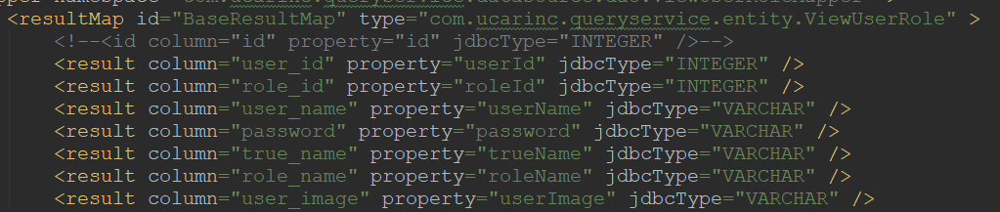 <resultMap id="BaseResultMap" type="com.ucarinc.queryservice.entity.ViewUserRole" >
<!--<id column="id" property="id" jdbcType="INTEGER" />-->
<result column="user_id" property="userId" jdbcType="INTEGER" />
<result column="role_id" property="roleId" jdbcType="INTEGER" />
<result column="user_name" property="userName" jdbcType="VARCHAR" />
<result column="password" property="password" jdbcType="VARCHAR" />
<result column="true_name" property="trueName" jdbcType="VARCHAR" />
<result column="role_name" property="roleName" jdbcType="VARCHAR" />
<result column="user_image" property="userImage" jdbcType="VARCHAR" />